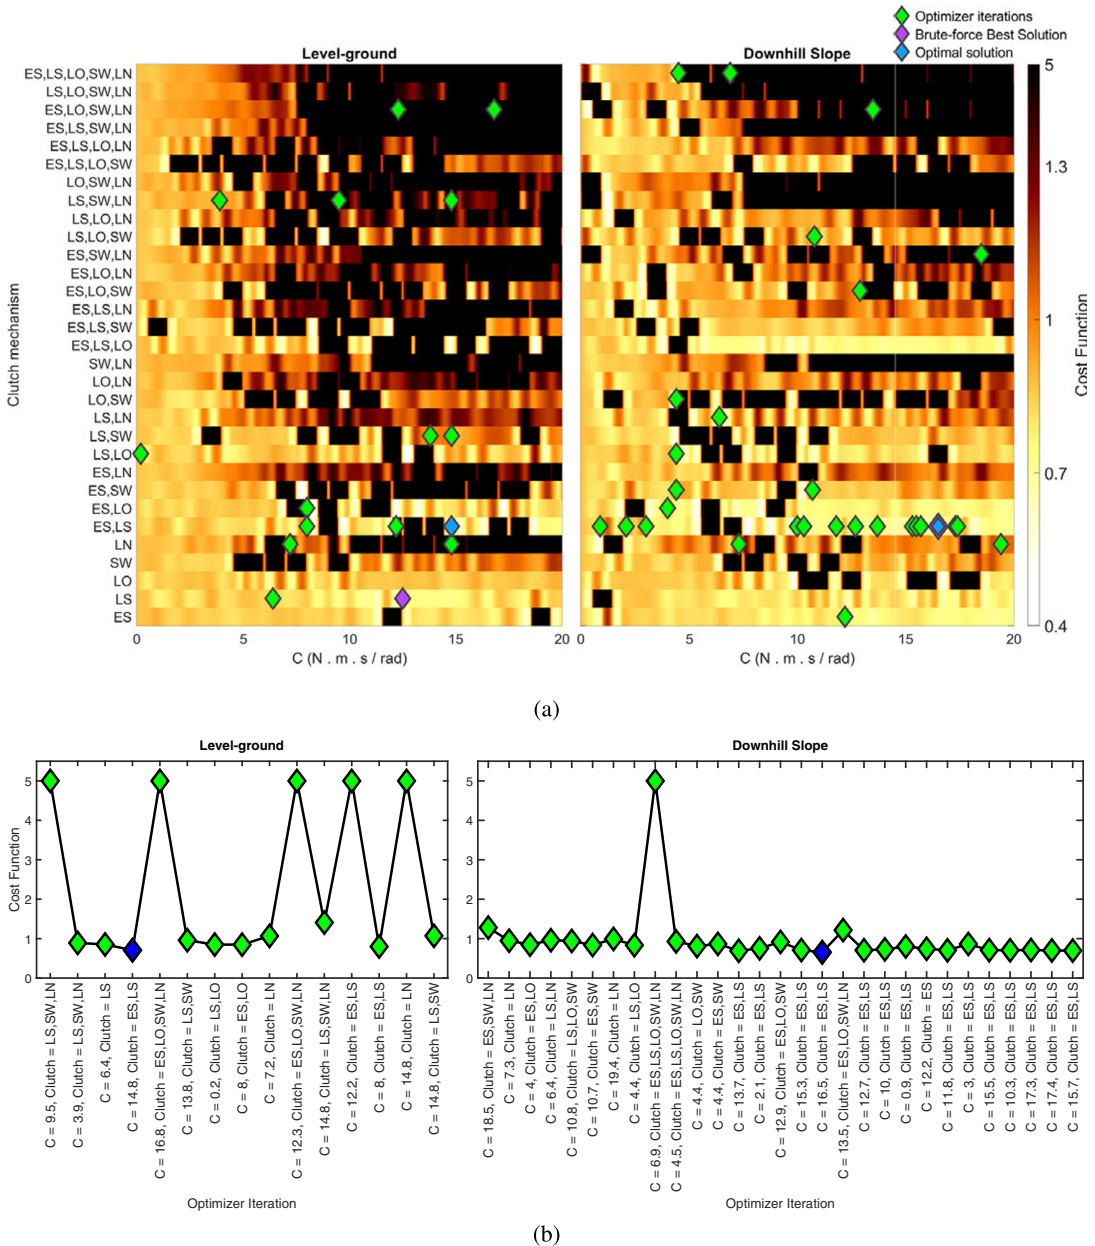 Optimizer iterations
Brute-force Best Solution
Optimal solution
Level-ground
Downhill Slope
Clutch mechanism
ES,LS,LO,SW,LN
LS,LO,SW,LN
ES,LO,SW,LN
ES,LS,SW,LN
ES,LS,LO,LN
ES,LS,LO,SW
LO,SW,LN
LS,SW,LN
LS,LO,LN
LS,LO,SW
ES,SW,LN
ES,LO,LN
ES,LO,SW
ES,LS,LN
ES,LS,SW
ES,LS,LO
SW,LN
LO,LN
LO,SW
LS,LN
LS,SW
LS,LO
ES,LN
ES,SW
ES,LO
ES,LS
LN
SW
LO
LS
ES
0 5 10 15 20
C (N . m . s / rad)
0 5 10 15 20
C (N . m . s / rad)
5
1.3
1
0.7
0.4
Cost Function
(a)
Level-ground
Downhill Slope
Cost Function
5
4
3
2
1
0
5
4
3
2
1
0
C = 9.5, Clutch = LS,SW,LN
C = 3.9, Clutch = LS,SW,LN
C = 6.4, Clutch = LS
C = 14.8, Clutch = ES,LS
C = 16.8, Clutch = ES,LO,SW,LN
C = 13.8, Clutch = LS,SW
C = 0.2, Clutch = LS,LO
C = 8, Clutch = ES,LO
C = 7.2, Clutch = LN
C = 12.3, Clutch = ES,LO,SW,LN
C = 14.8, Clutch = LS,SW,LN
C = 12.2, Clutch = ES,LS
C = 8, Clutch = ES,LS
C = 14.8, Clutch = LN
C = 14.8, Clutch = LS,SW
Optimizer Iteration
C = 18.5, Clutch = ES,SW,LN
C = 7.3, Clutch = LN
C = 4, Clutch = ES,LO
C = 6.4, Clutch = LS,LN
C = 10.8, Clutch = LS,LO,SW
C = 10.7, Clutch = ES,SW
C = 19.4, Clutch = LN
C = 4.4, Clutch = LS,LO
C = 6.9, Clutch = ES,LS,LO,SW,LN
C = 4.5, Clutch = ES,LS,LO,SW,LN
C = 4.4, Clutch = LO,SW
C = 4.4, Clutch = ES,SW
C = 13.7, Clutch = ES,LS
C = 2.1, Clutch = ES,LS
C = 12.9, Clutch = ES,LO,SW
C = 15.3, Clutch = ES,LS
C = 16.5, Clutch = ES,LS
C = 13.5, Clutch = ES,LO,SW,LN
C = 12.7, Clutch = ES,LS
C = 10, Clutch = ES,LS
C = 0.9, Clutch = ES,LS
C = 12.2, Clutch = ES
C = 11.8, Clutch = ES,LS
C = 3, Clutch = ES,LS
C = 15.5, Clutch = ES,LS
C = 10.3, Clutch = ES,LS
C = 17.3, Clutch = ES,LS
C = 17.4, Clutch = ES,LS
C = 15.7, Clutch = ES,LS
Optimizer Iteration
(b)